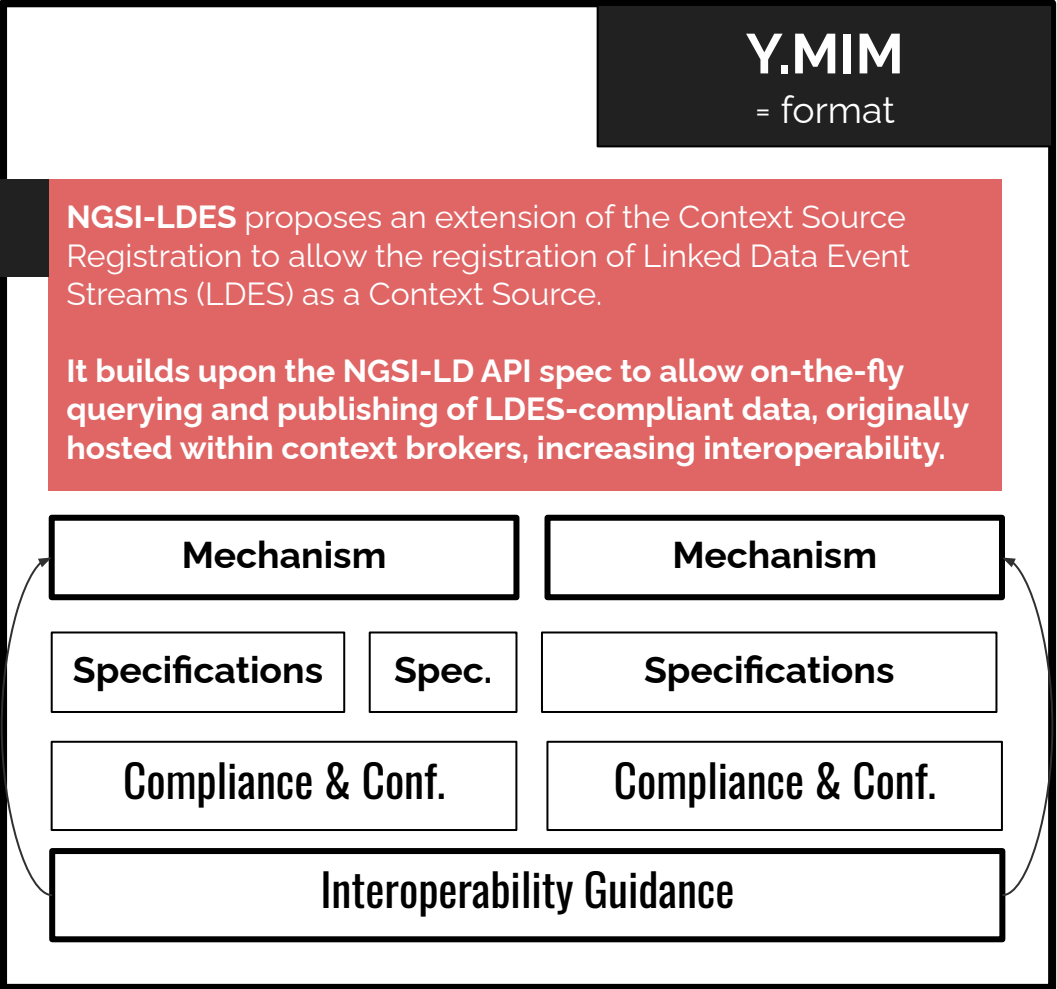 Y.MIM
= format
NGSI-LDES proposes an extension of the Context Source
Registration to allow the registration of Linked Data Event
Streams (LDES) as a Context Source.
It builds upon the NGSI-LD API spec to allow on-the-fly
querying and publishing of LDES-compliant data, originally
hosted within context brokers, increasing interoperability.
Mechanism
Mechanism
Specifications
Spec.
Specifications
Compliance & Conf.
Compliance & Conf.
Interoperability Guidance